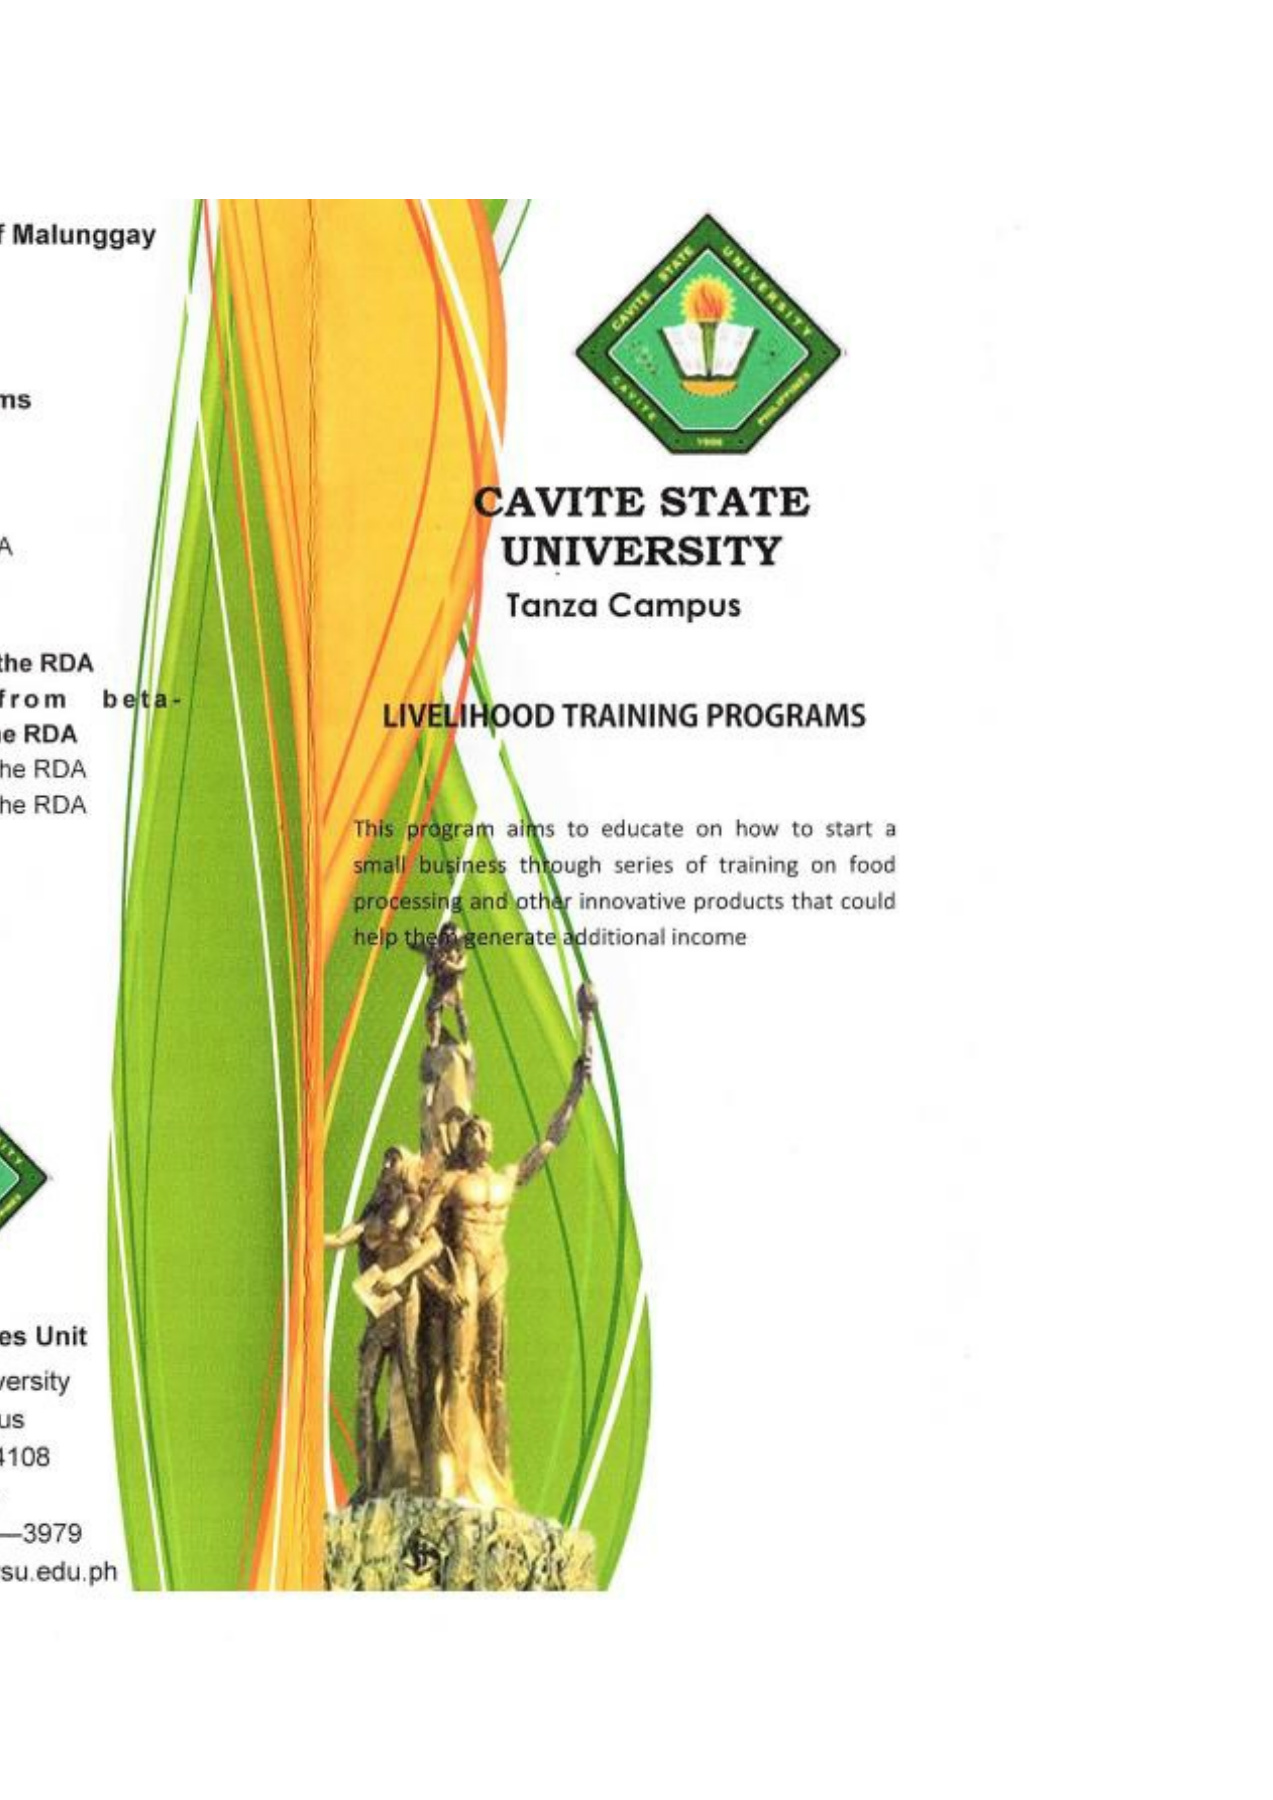 f Malunggay
ms
A
the RDA
from beta-
e RDA
he RDA
he RDA
ITY
es Unit
versity
us
4108
—3979
su.edu.ph
CAVITE STATE UNIVERSITY
CAVITE 1906 PHILIPPINES
CAVITE STATE
UNIVERSITY
Tanza Campus
LIVELIHOOD TRAINING PROGRAMS
This program aims to educate on how to start a
small business through series of training on food
processing and other innovative products that could
help them generate additional income